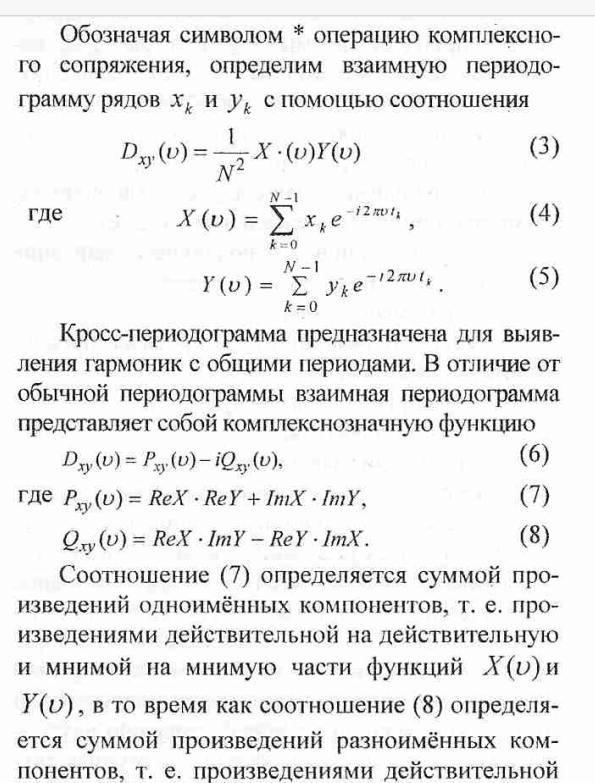 Обозначая символом * операцию комплексно-
го сопряжения, определим взаимную периодо-
грамму рядов x_k и y_k с помощью соотношения
D_xy(υ) = 1/N² X·(υ)Y(υ) (3)
где X(υ) = ∑_{k=0}^{N-1} x_k e^{-i2πυt_k}, (4)
Y(υ) = ∑_{k=0}^{N-1} y_k e^{-i2πυt_k}. (5)
Кросс-периодограмма предназначена для выяв-
ления гармоник с общими периодами. В отличие от
обычной периодограммы взаимная периодограмма
представляет собой комплекснозначную функцию
D_xy(υ) = P_xy(υ) – iQ_xy(υ), (6)
где P_xy(υ) = ReX · ReY + ImX · ImY, (7)
Q_xy(υ) = ReX · ImY – ReY · ImX. (8)
Соотношение (7) определяется суммой про-
изведений одноимённых компонентов, т. е. про-
изведениями действительной на действительную
и мнимой на мнимую части функций X(υ) и
Y(υ), в то время как соотношение (8) определя-
ется суммой произведений разноимённых ком-
понентов, т. е. произведениями действительной